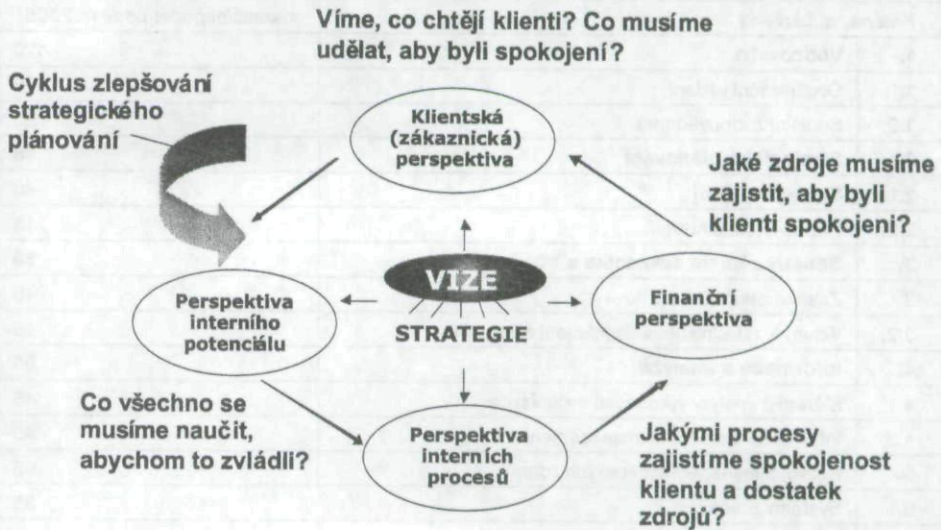 Víme, co chtějí klienti? Co musíme
udělat, aby byli spokojení?
Cyklus zlepšování
strategického
plánování
Klientská
(zákaznická)
perspektiva
Jaké zdroje musíme
zajistit, aby byli
klienti spokojeni?
VIZE
STRATEGIE
Perspektiva
interního
potenciálu
Finanční
perspektiva
Co všechno se
musíme naučit,
abychom to zvládli?
Perspektiva
interních
procesů
Jakými procesy
zajistíme spokojenost
klientu a dostatek
zdrojů?